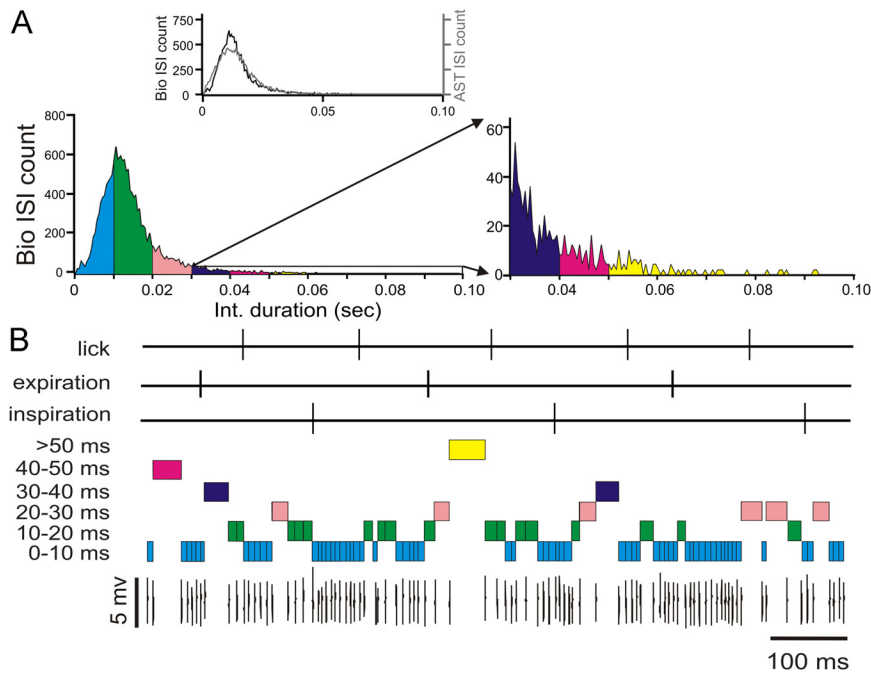 A
Bio ISI count
750
500
250
0
0
0.05
0.10
AST ISI count
Bio ISI count
800
600
400
200
0
0
0.02
0.04
0.06
0.08
0.10
Int. duration (sec)
60
40
20
0
0.04
0.06
0.08
0.10
B
lick
expiration
inspiration
>50 ms
40-50 ms
30-40 ms
20-30 ms
10-20 ms
0-10 ms
5 mv
100 ms